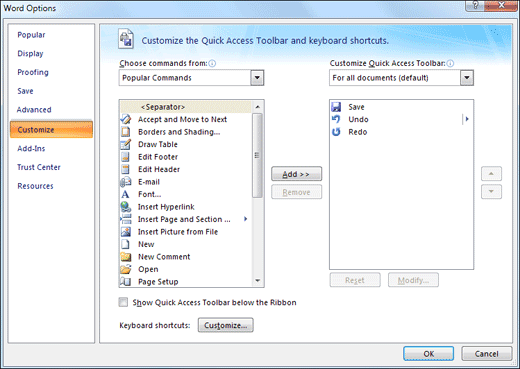 Word Options
Popular
Display
Proofing
Save
Advanced
Customize
Add-Ins
Trust Center
Resources
Customize the Quick Access Toolbar and keyboard shortcuts.
Choose commands from:
Popular Commands
<Separator>
Accept and Move to Next
Borders and Shading...
Draw Table
Edit Footer
Edit Header
E-mail
Font...
Insert Hyperlink
Insert Page and Section ...
Insert Picture from File
New
New Comment
Open
Page Setup
Add >>
Remove
Customize Quick Access Toolbar:
For all documents (default)
Save
Undo
Redo
Reset
Modify...
Show Quick Access Toolbar below the Ribbon
Keyboard shortcuts:
Customize...
OK
Cancel